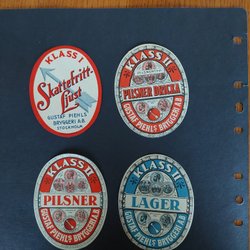 KLASS I
Skattefritt-
ljust
GUSTAF PIEHLS
BRYGGERI A.B.
STOCKHOLM
KLASS I
PILSNER DRICKA
GUSTAF PIEHLS BRYGGERI A.B.
KLASS II
PILSNER
GUSTAF PIEHLS BRYGGERI A.B.
KLASS II
LAGER
GUSTAF PIEHLS BRYGGERI A.B.